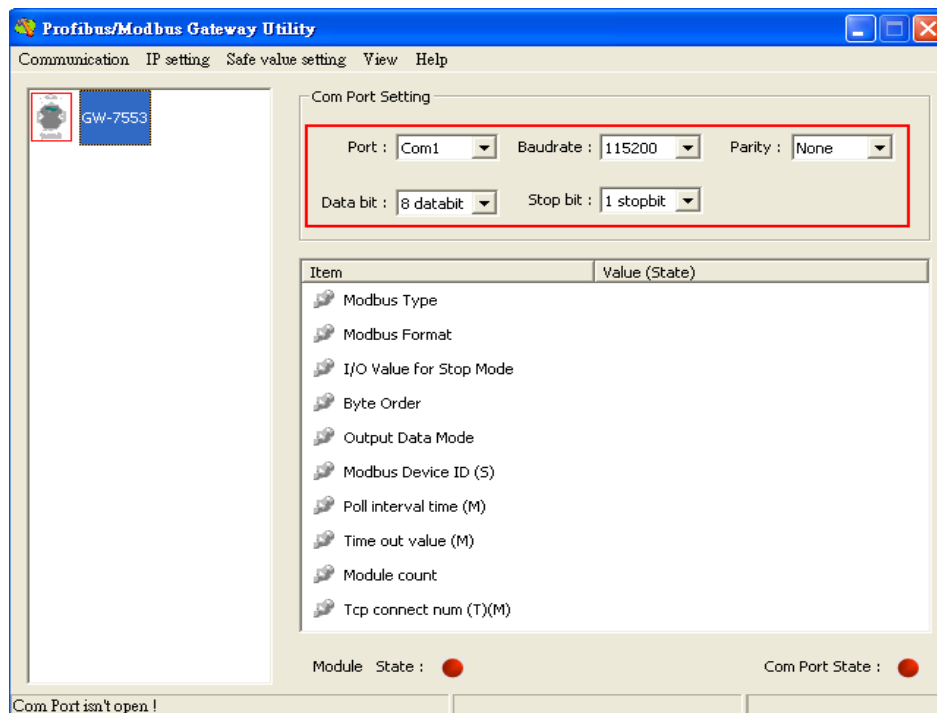 Profibus/Modbus Gateway Utility
Communication IP setting Safe value setting View Help
GW-7553
Com Port Setting
Port : Com1 Baudrate : 115200 Parity : None
Data bit : 8 databit Stop bit : 1 stopbit
Item Value (State)
Modbus Type
Modbus Format
I/O Value for Stop Mode
Byte Order
Output Data Mode
Modbus Device ID (S)
Poll interval time (M)
Time out value (M)
Module count
Tcp connect num (T)(M)
Module State : Com Port State :
Com Port isn't open !